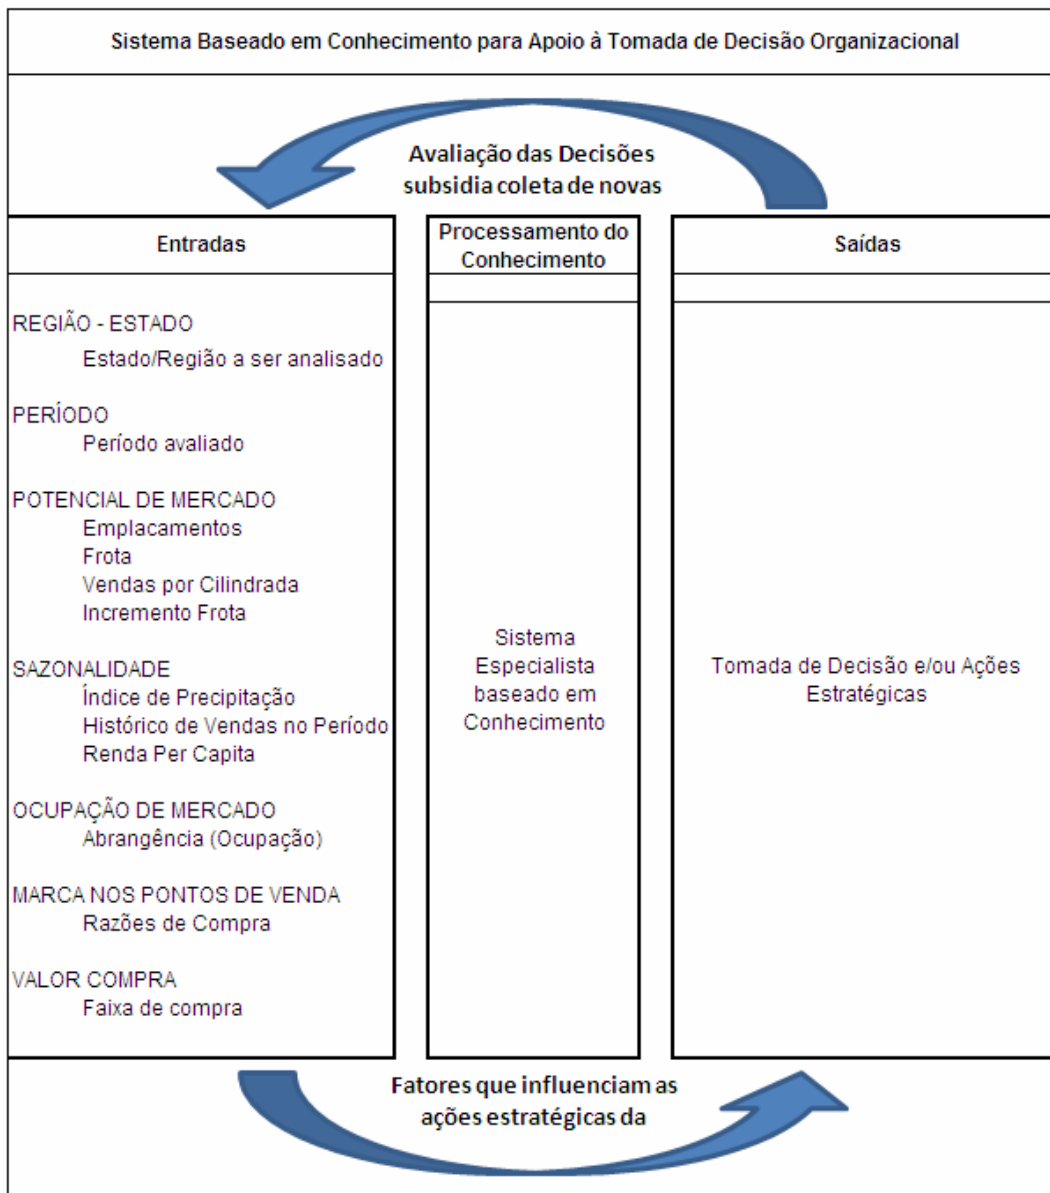 Sistema Baseado em Conhecimento para Apoio à Tomada de Decisão Organizacional
Avaliação das Decisões
subsidia coleta de novas
Entradas
REGIÃO - ESTADO
Estado/Região a ser analisado
PERÍODO
Período avaliado
POTENCIAL DE MERCADO
Emplacamentos
Frota
Vendas por Cilindrada
Incremento Frota
SAZONALIDADE
Índice de Precipitação
Histórico de Vendas no Período
Renda Per Capita
OCUPAÇÃO DE MERCADO
Abrangência (Ocupação)
MARCA NOS PONTOS DE VENDA
Razões de Compra
VALOR COMPRA
Faixa de compra
Processamento do
Conhecimento
Sistema
Especialista
baseado em
Conhecimento
Saídas
Tomada de Decisão e/ou Ações
Estratégicas
Fatores que influenciam as
ações estratégicas da